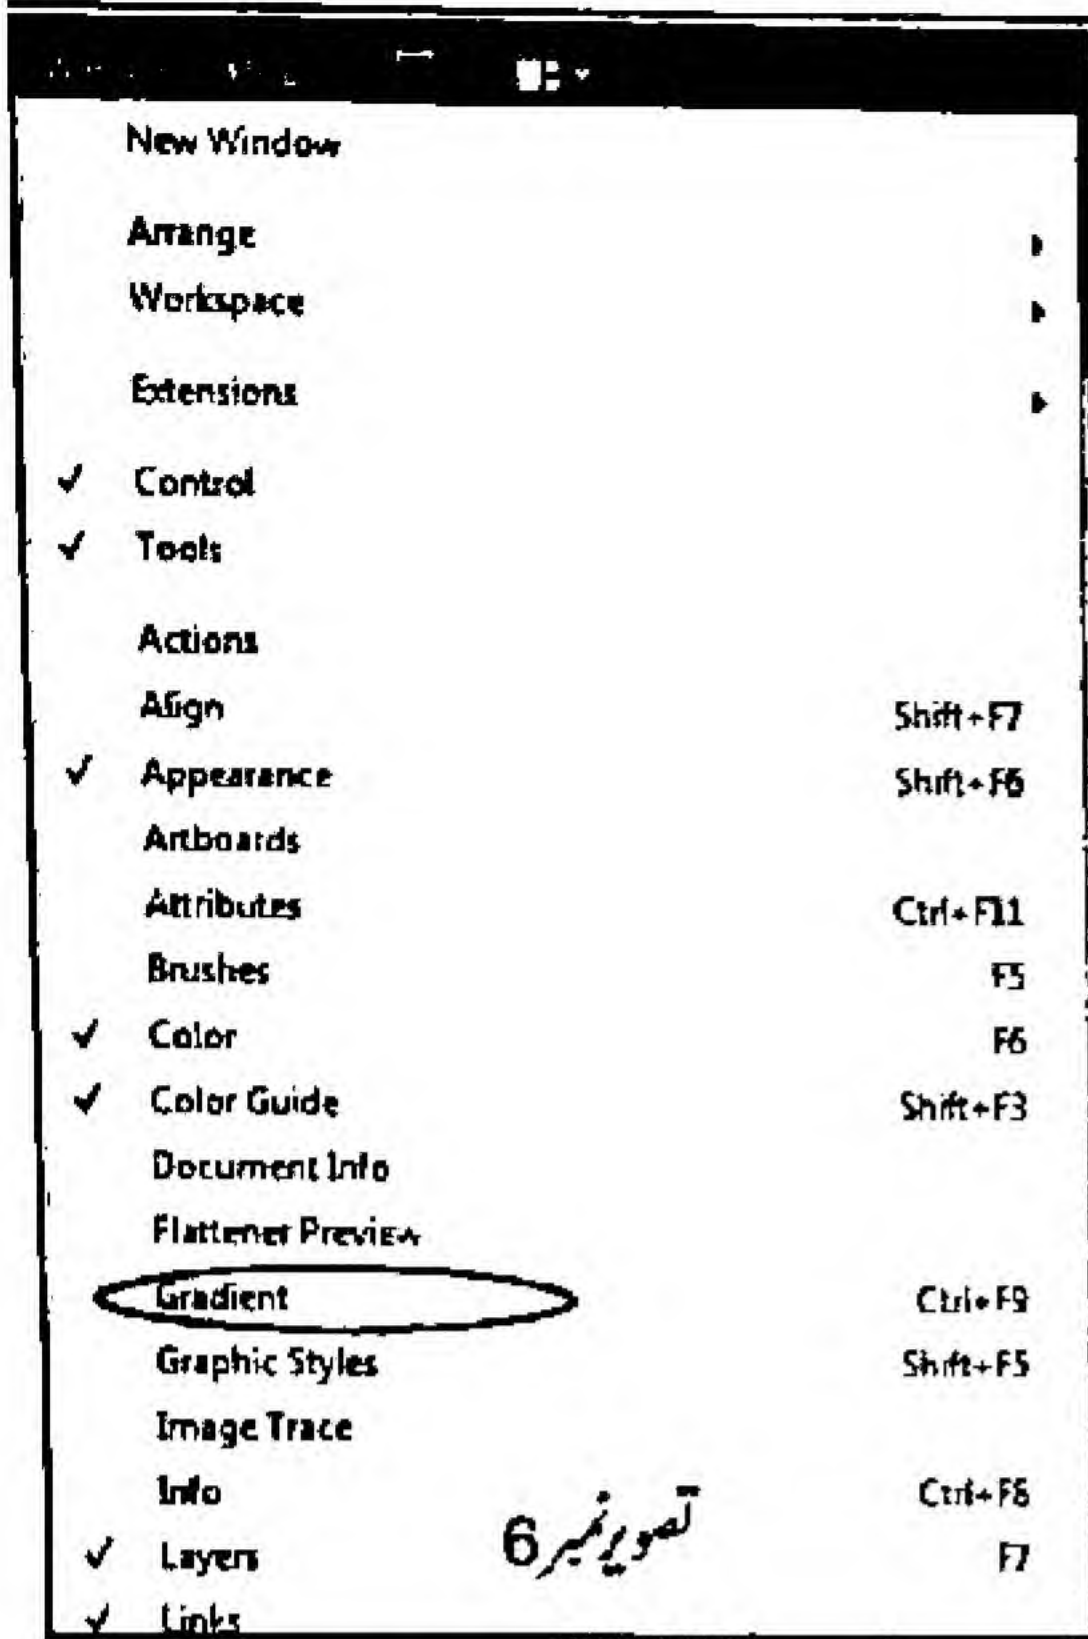 New Window
Arrange
Workspace
Extensions
✓ Control
✓ Tools
Actions
Align Shift+F7
✓ Appearance Shift+F6
Artboards
Attributes Ctrl+F11
Brushes F5
✓ Color F6
✓ Color Guide Shift+F3
Document Info
Flattener Preview
Gradient Ctrl+F9
Graphic Styles Shift+F5
Image Trace
Info Ctrl+F8
✓ Layers F7
✓ Links
تصویر نمبر 6